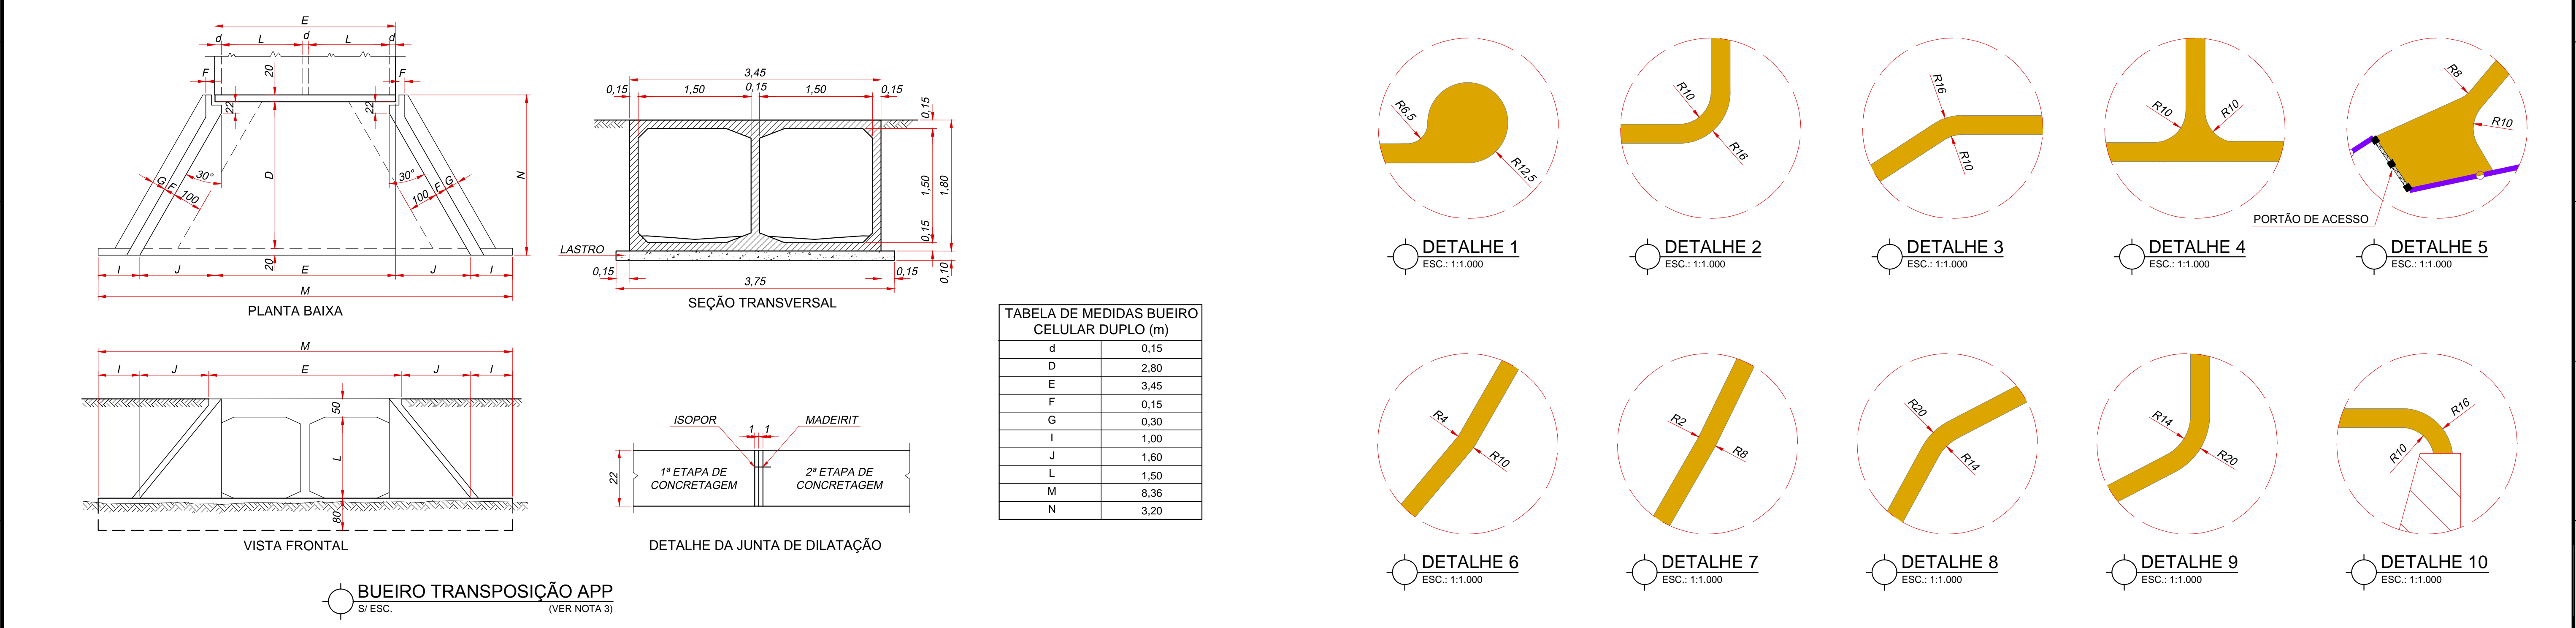 E
d
L
d
L
d
F
20
F
22
22
30°
30°
G
F
100
D
F
G
100
N
20
I
J
E
J
I
M
PLANTA BAIXA
3,45
0,15
1,50
0,15
1,50
0,15
0,15
1,50
1,80
0,15
0,10
LASTRO
0,15
0,15
3,75
SEÇÃO TRANSVERSAL
M
I
J
E
J
I
50
L
80
VISTA FRONTAL
ISOPOR
MADEIRIT
1
1
22
1ª ETAPA DE
CONCRETAGEM
2ª ETAPA DE
CONCRETAGEM
DETALHE DA JUNTA DE DILATAÇÃO
BUEIRO TRANSPOSIÇÃO APP
S/ ESC.
(VER NOTA 3)
TABELA DE MEDIDAS BUEIRO
CELULAR DUPLO (m)
d 0,15
D 2,80
E 3,45
F 0,15
G 0,30
I 1,00
J 1,60
L 1,50
M 8,36
N 3,20
R6,5
R12,5
DETALHE 1
ESC.: 1:1.000
R10
R16
DETALHE 2
ESC.: 1:1.000
R16
R10
DETALHE 3
ESC.: 1:1.000
R10
R10
DETALHE 4
ESC.: 1:1.000
R8
R10
PORTÃO DE ACESSO
DETALHE 5
ESC.: 1:1.000
R4
R10
DETALHE 6
ESC.: 1:1.000
R2
R8
DETALHE 7
ESC.: 1:1.000
R20
R14
DETALHE 8
ESC.: 1:1.000
R14
R20
DETALHE 9
ESC.: 1:1.000
R16
R10
DETALHE 10
ESC.: 1:1.000